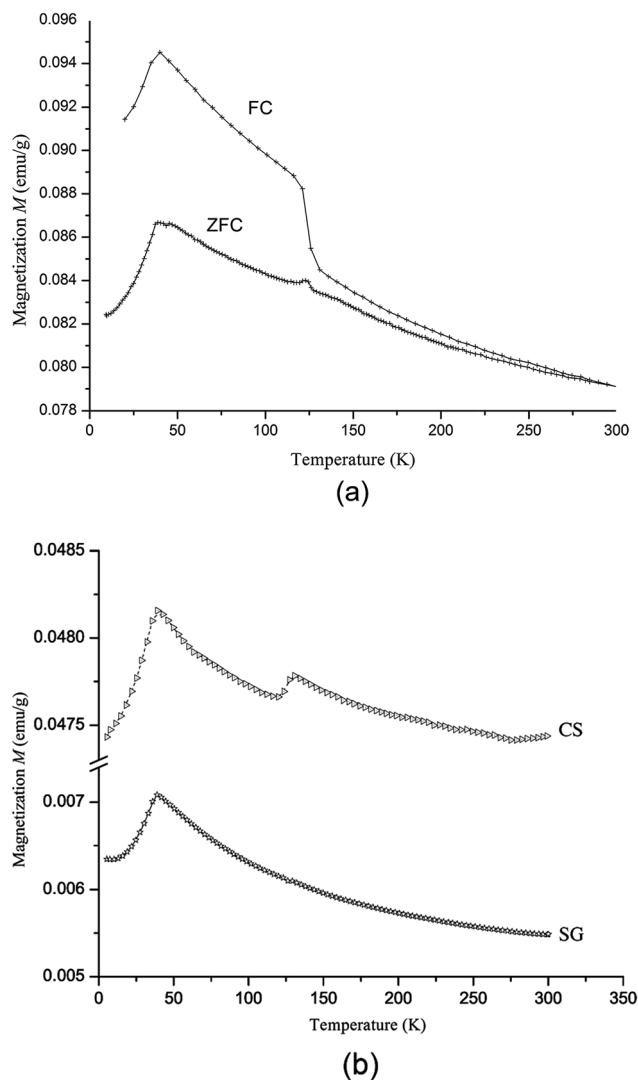 0.096
0.094
0.092
0.090
0.088
0.086
0.084
0.082
0.080
0.078
Magnetization M (emu/g)
FC
ZFC
0 50 100 150 200 250 300
Temperature (K)
(a)
0.0485
0.0480
0.0475
0.007
0.006
0.005
Magnetization M (emu/g)
CS
SG
0 50 100 150 200 250 300
Temperature (K)
(b)